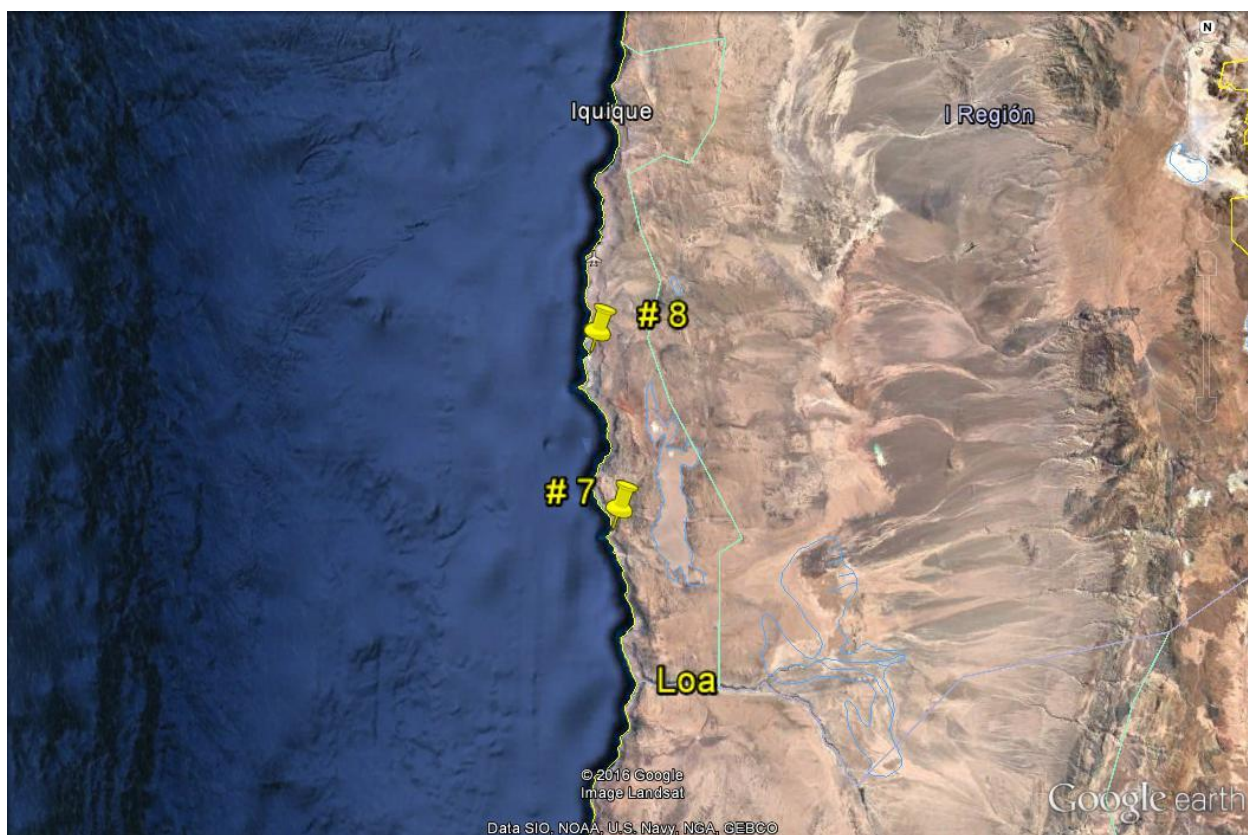 N
Iquique
I Región
# 8
# 7
Loa
© 2016 Google
Image Landsat
Google earth
Data SIO, NOAA, U.S. Navy, NGA, GEBCO